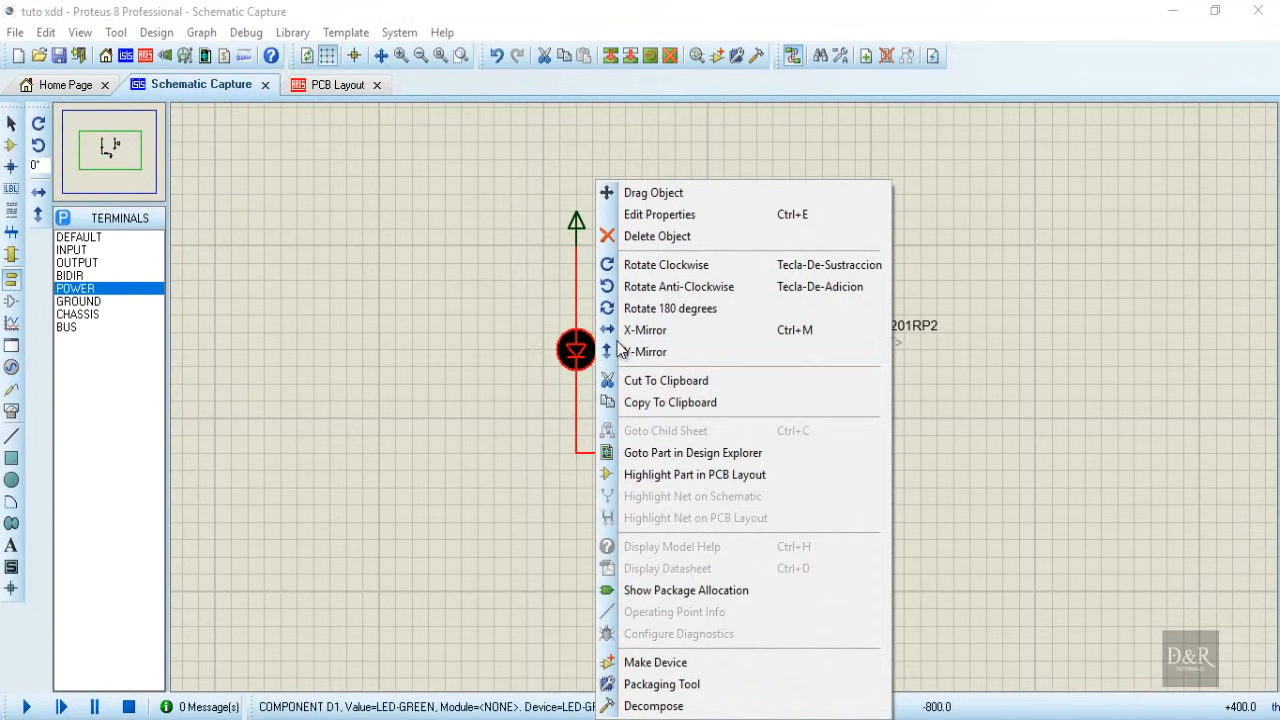 tuto xdd - Proteus 8 Professional - Schematic Capture
File Edit View Tool Design Graph Debug Library Template System Help
Home Page Schematic Capture PCB Layout
0°
LBL
P TERMINALS
DEFAULT
INPUT
OUTPUT
BIDIR
POWER
GROUND
CHASSIS
BUS
Drag Object
Edit Properties Ctrl+E
Delete Object
Rotate Clockwise Tecla-De-Sustraccion
Rotate Anti-Clockwise Tecla-De-Adicion
Rotate 180 degrees
X-Mirror Ctrl+M
Y-Mirror
Cut To Clipboard
Copy To Clipboard
Goto Child Sheet Ctrl+C
Goto Part in Design Explorer
Highlight Part in PCB Layout
Highlight Net on Schematic
Highlight Net on PCB Layout
Display Model Help Ctrl+H
Display Datasheet Ctrl+D
Show Package Allocation
Operating Point Info
Configure Diagnostics
Make Device
Packaging Tool
Decompose
201RP2
D&R
0 Message(s) COMPONENT D1, Value=LED-GREEN, Module=<NONE>, Device=LED-GR -800.0 +400.0 th